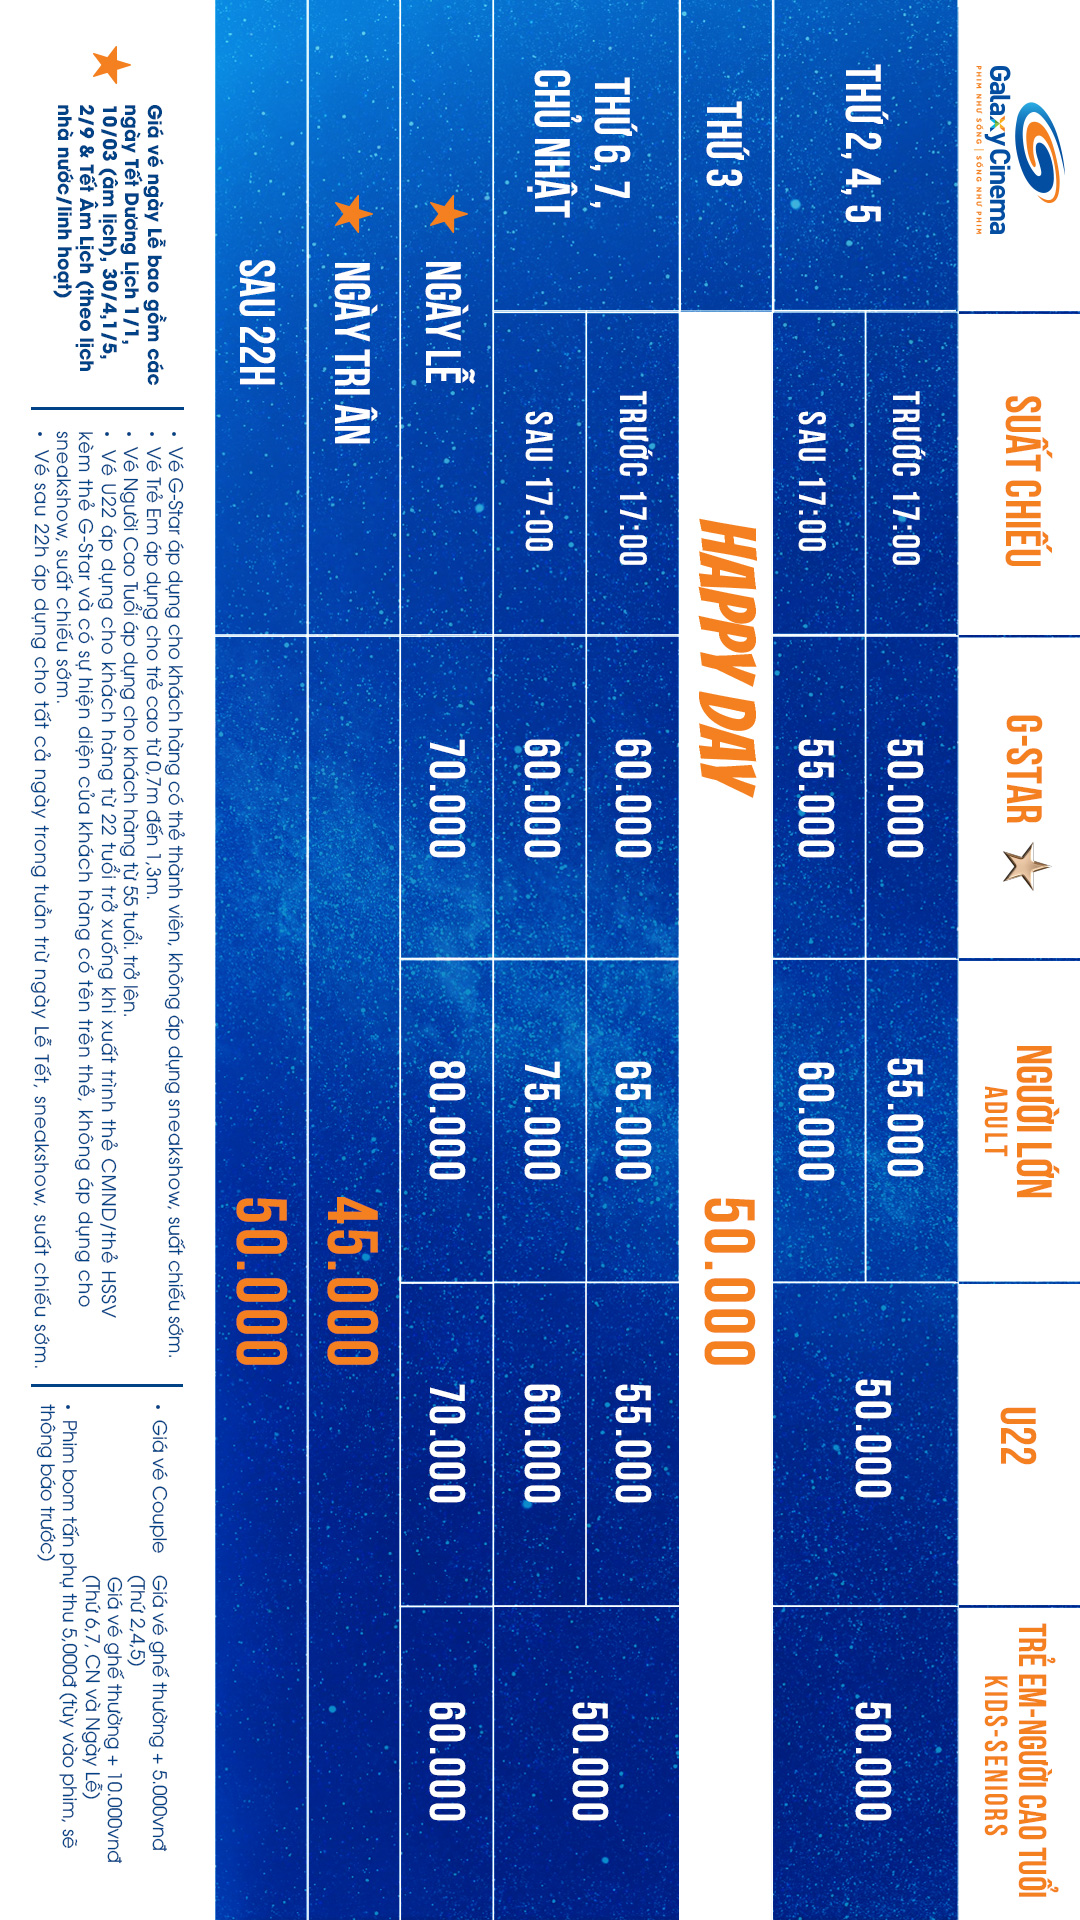 Galaxy Cinema
PHIM NHƯ SỐNG | SỐNG NHƯ PHIM
SUẤT CHIẾU
G-STAR
NGƯỜI LỚN
ADULT
U22
TRẺ EM-NGƯỜI CAO TUỔI
KIDS-SENIORS
THỨ 2, 4, 5
TRƯỚC 17:00
50.000
55.000
SAU 17:00
55.000
60.000
50.000
50.000
THỨ 3
HAPPY DAY
50.000
THỨ 6, 7,
CHỦ NHẬT
TRƯỚC 17:00
60.000
65.000
55.000
SAU 17:00
60.000
75.000
60.000
50.000
NGÀY LỄ
70.000
80.000
70.000
60.000
NGÀY TRI ÂN
45.000
SAU 22H
50.000
Giá vé ngày Lễ bao gồm các
ngày Tết Dương Lịch 1/1,
10/03 (âm lịch), 30/4,1/5,
2/9 & Tết Âm Lịch (theo lịch
nhà nước/linh hoạt)
• Vé G-Star áp dụng cho khách hàng có thẻ thành viên, không áp dụng sneakshow, suất chiếu sớm.
• Vé Trẻ Em áp dụng cho trẻ cao từ 0,7m đến 1,3m.
• Vé Người Cao Tuổi áp dụng cho khách hàng từ 55 tuổi. trở lên.
• Vé U22 áp dụng cho khách hàng từ 22 tuổi trở xuống khi xuất trình thẻ CMND/thẻ HSSV
kèm thẻ G-Star và có sự hiện diện của khách hàng có tên trên thẻ, không áp dụng cho
sneakshow, suất chiếu sớm.
• Vé sau 22h áp dụng cho tất cả ngày trong tuần trừ ngày Lễ Tết, sneakshow, suất chiếu sớm.
• Giá vé Couple Giá vé ghế thường + 5.000vnđ
(Thứ 2,4,5)
Giá vé ghế thường + 10.000vnđ
(Thứ 6,7, CN và Ngày Lễ)
• Phim bom tấn phụ thu 5,000đ (tùy vào phim, sẽ
thông báo trước)